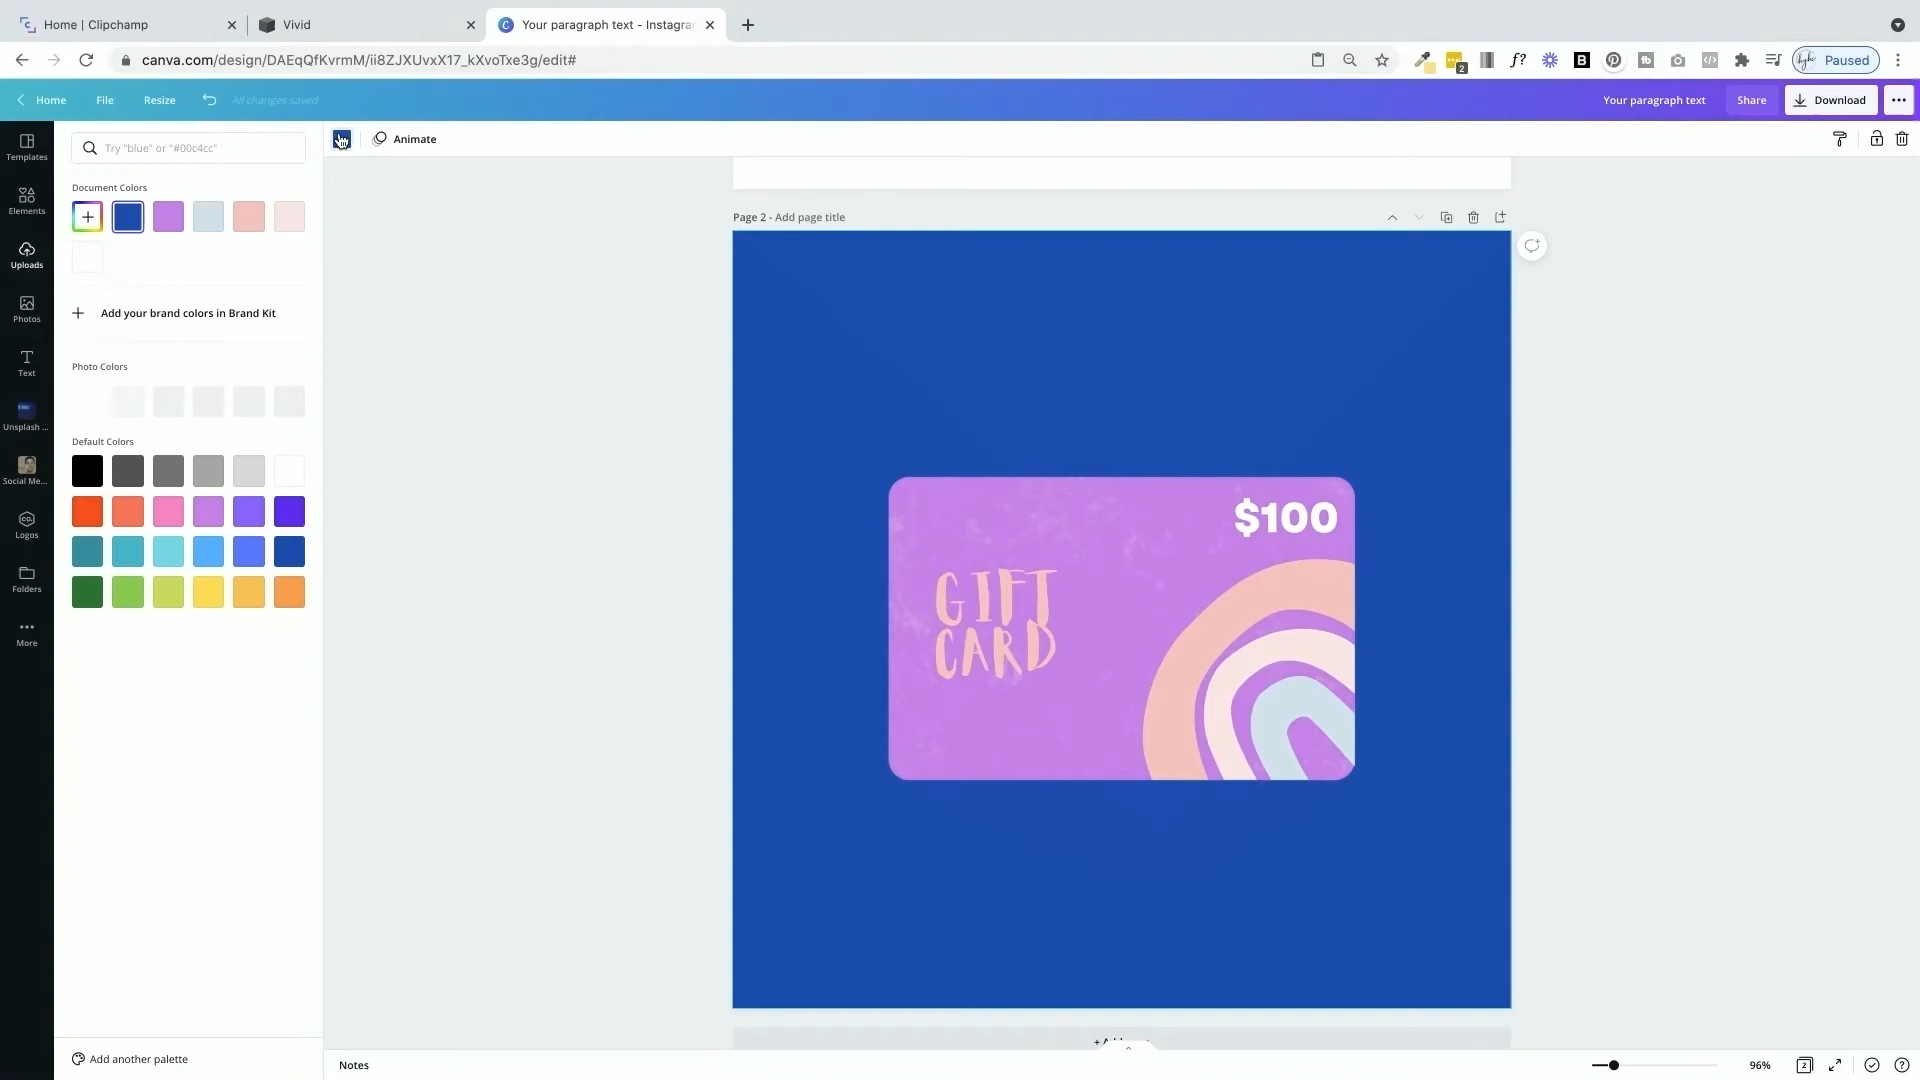 Home | Clipchamp
Vivid
Your paragraph text - Instagra
canva.com/design/DAEqQfKvrmM/ii8ZJXUvxX17_kXvoTxe3g/edit#
2
f?
B
Paused
Home
File
Resize
All changes saved
Your paragraph text
Share
Download
Templates
Elements
Uploads
Photos
Text
Unsplash ...
Social Me...
CO.
Logos
Folders
More
Try "blue" or "#00c4cc"
Document Colors
Add your brand colors in Brand Kit
Photo Colors
Default Colors
Add another palette
Animate
Page 2 - Add page title
$100
GIFT
CARD
Notes
96%
2